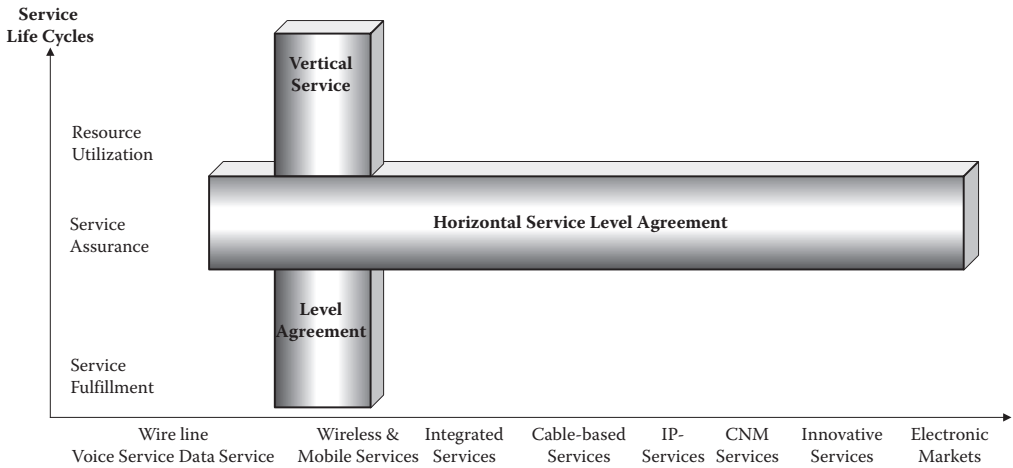 Service
Life Cycles
Vertical
Service
Resource
Utilization
Horizontal Service Level Agreement
Service
Assurance
Level
Agreement
Service
Fulfillment
Wire line
Voice Service Data Service
Wireless &
Mobile Services
Integrated
Services
Cable-based
Services
IP-
Services
CNM
Services
Innovative
Services
Electronic
Markets